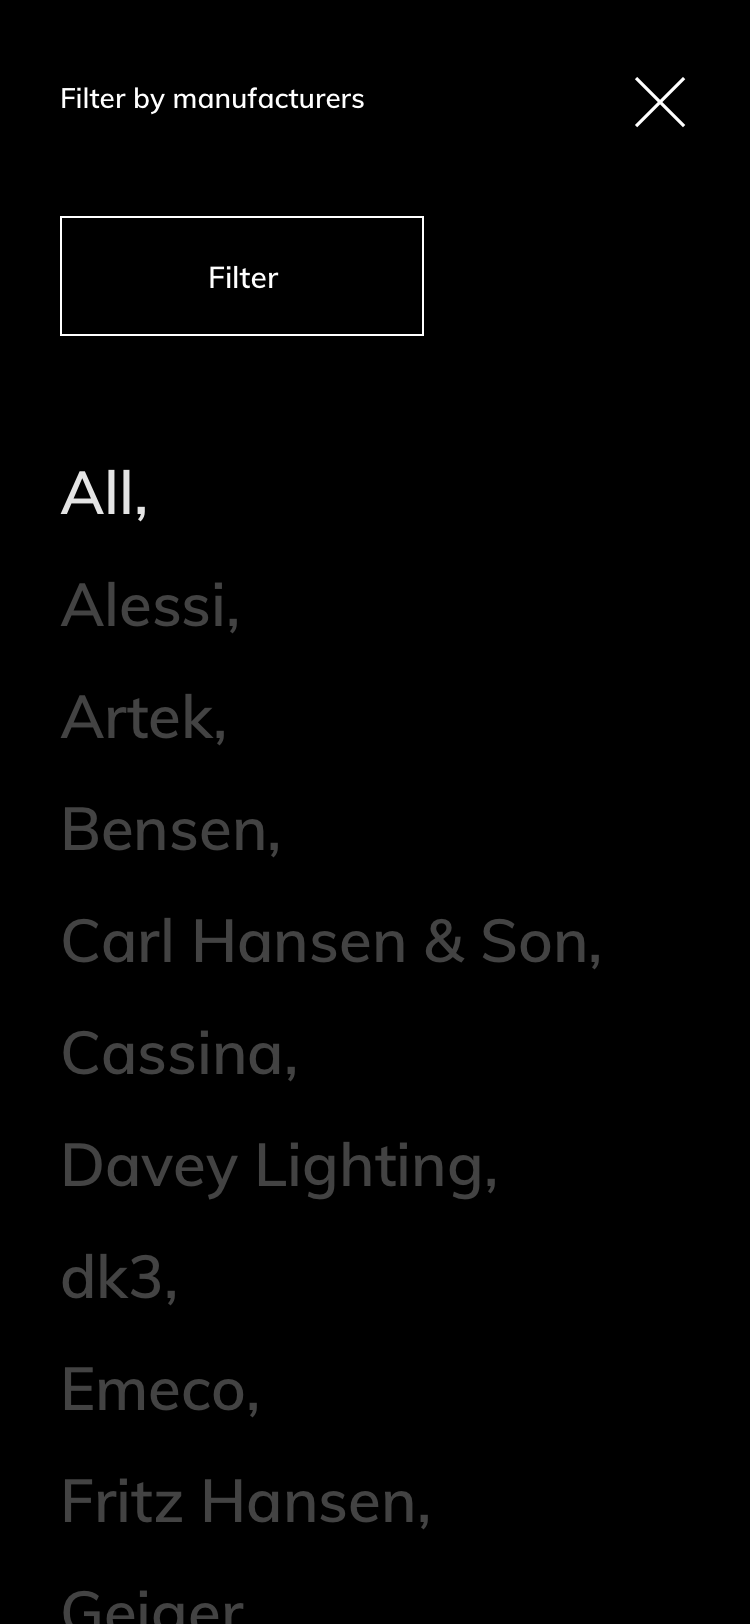 Filter by manufacturers
Filter
All,
Alessi,
Artek,
Bensen,
Carl Hansen & Son,
Cassina,
Davey Lighting,
dk3,
Emeco,
Fritz Hansen,
Geiger